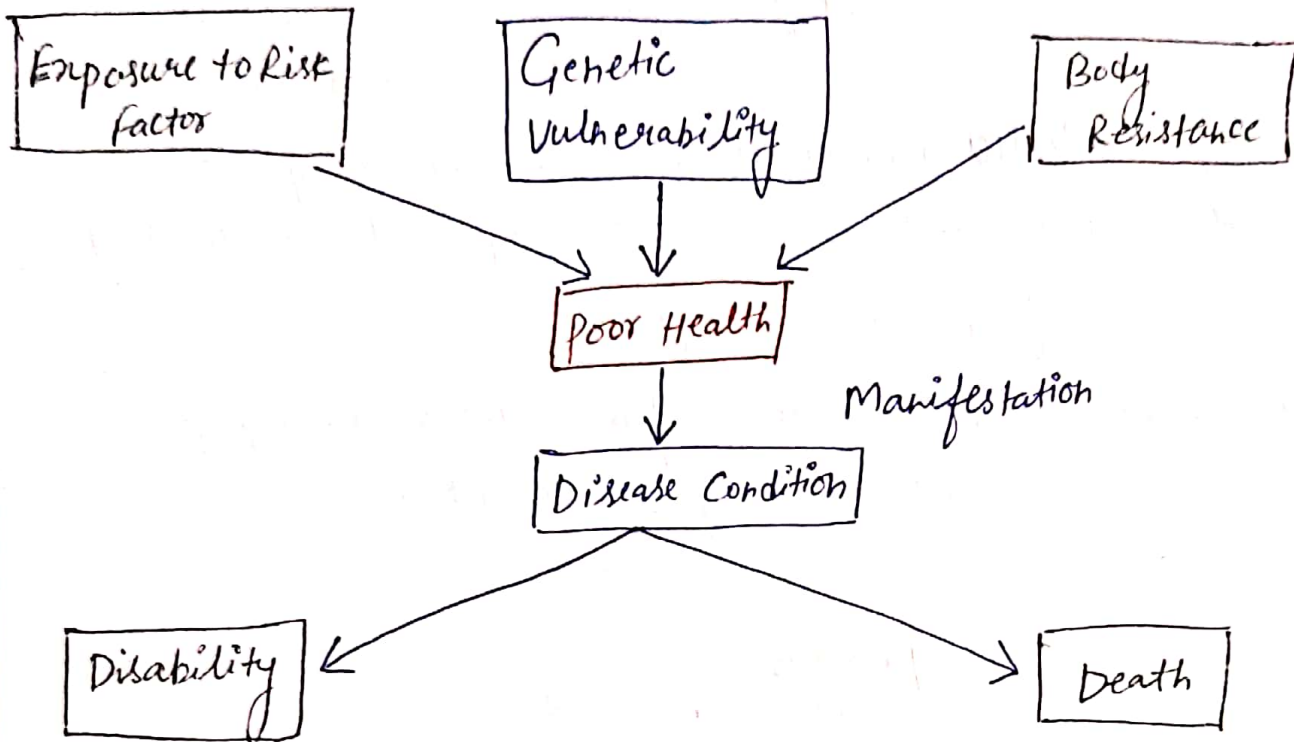 Exposure to Risk
factor
Genetic
Vulnerability
Body
Resistance
Poor Health
Manifestation
Disease Condition
Disability
Death